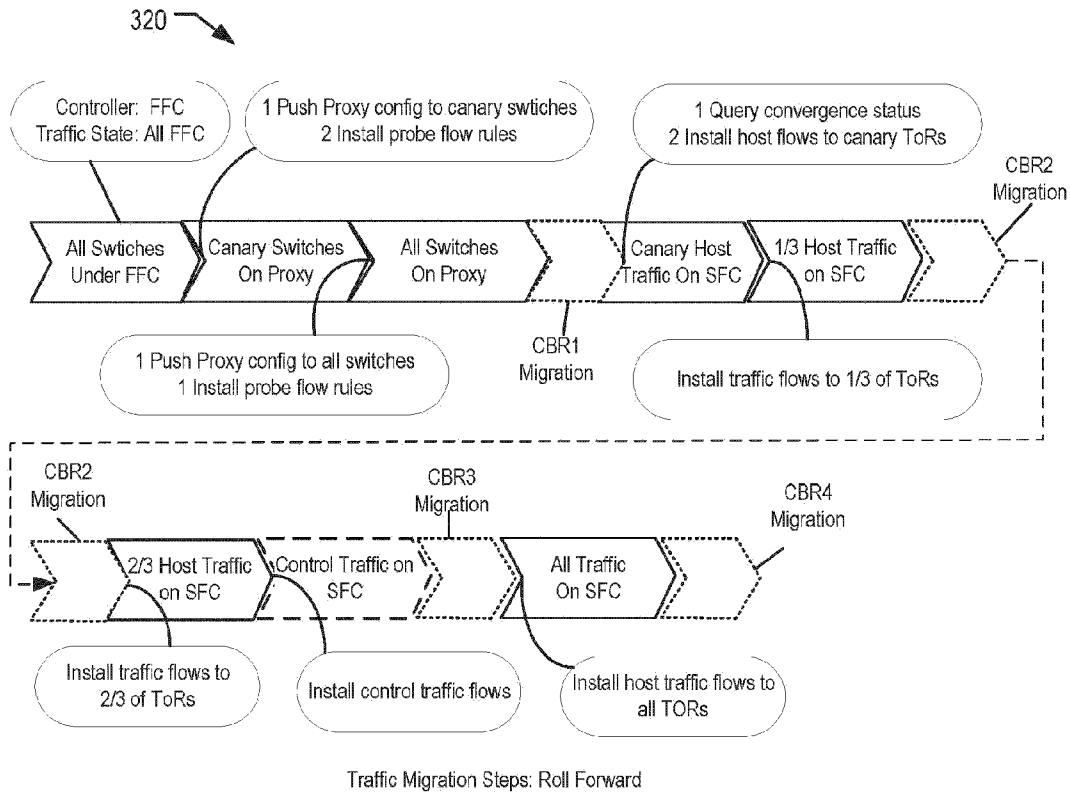 320
Controller: FFC
Traffic State: All FFC
1 Push Proxy config to canary swtiches
2 Install probe flow rules
1 Query convergence status
2 Install host flows to canary ToRs
CBR2
Migration
All Swtiches
Under FFC
Canary Switches
On Proxy
All Switches
On Proxy
Canary Host
Traffic On SFC
1/3 Host Traffic
on SFC
CBR1
Migration
1 Push Proxy config to all switches
1 Install probe flow rules
Install traffic flows to 1/3 of ToRs
CBR2
Migration
CBR3
Migration
CBR4
Migration
2/3 Host Traffic
on SFC
Control Traffic on
SFC
All Traffic
On SFC
Install traffic flows to
2/3 of ToRs
Install control traffic flows
Install host traffic flows to
all TORs
Traffic Migration Steps: Roll Forward